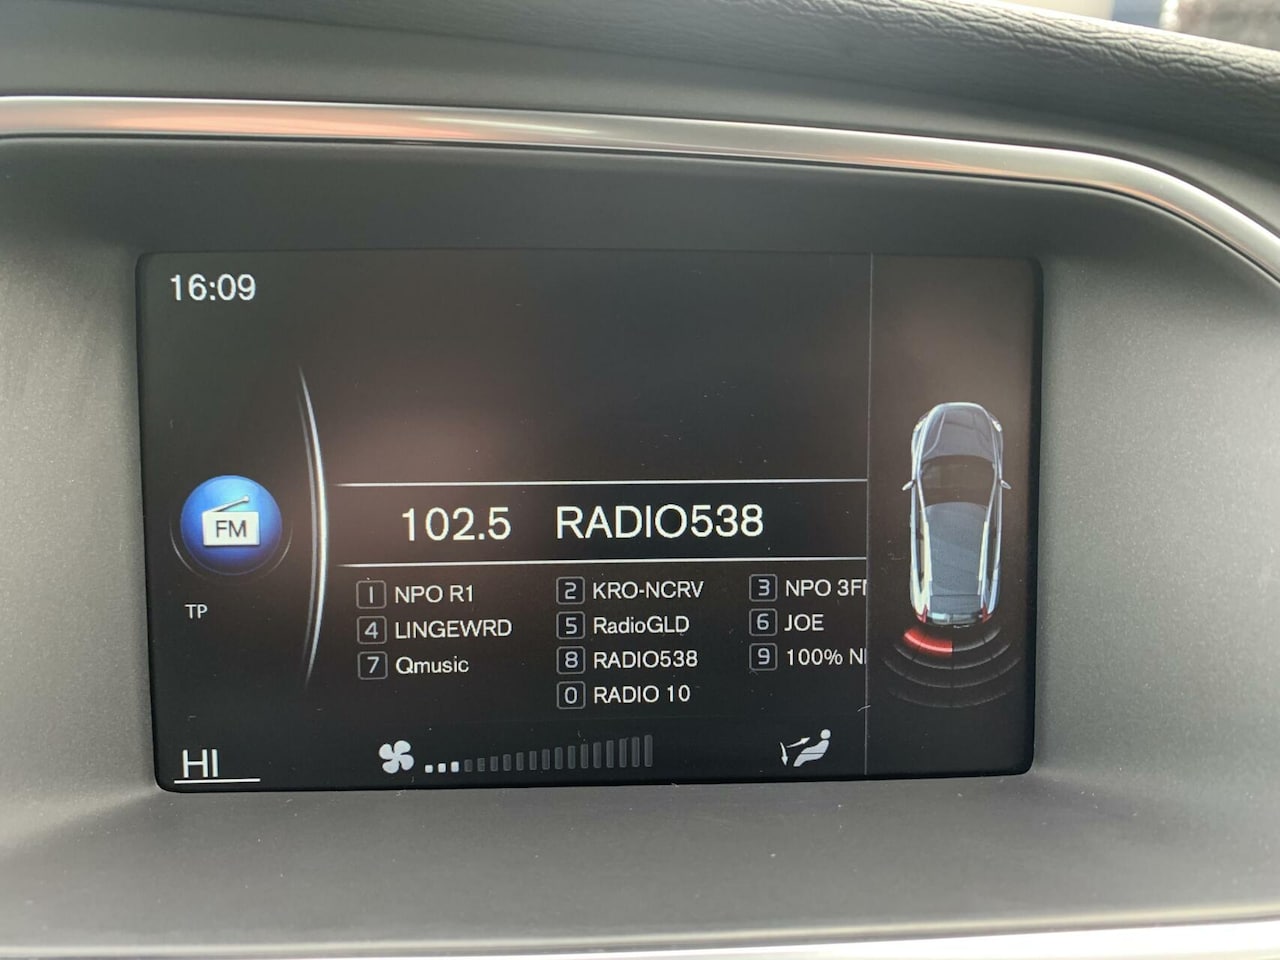 16:09
FM
102.5 RADIO538
TP
1 NPO R1 2 KRO-NCRV 3 NPO 3F
4 LINGEWRD 5 RadioGLD 6 JOE
7 Qmusic 8 RADIO538 9 100% N
0 RADIO 10
HI